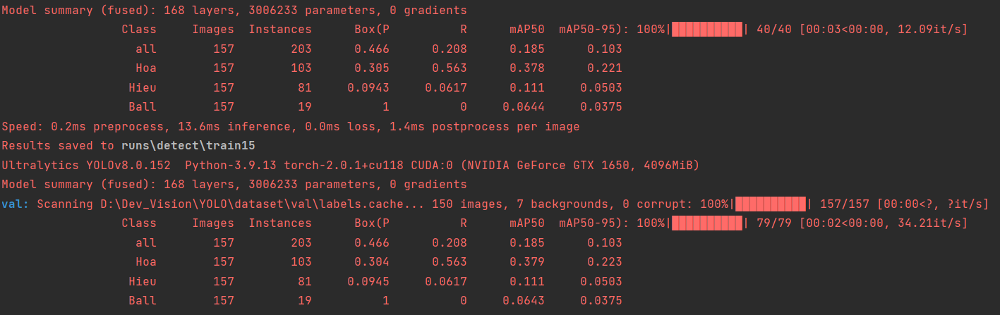 Model summary (fused): 168 layers, 3006233 parameters, 0 gradients
Class Images Instances Box(P R mAP50 mAP50-95): 100%|██████████| 40/40 [00:03<00:00, 12.09it/s]
all 157 203 0.466 0.208 0.185 0.103
Hoa 157 103 0.305 0.563 0.378 0.221
Hieu 157 81 0.0943 0.0617 0.111 0.0503
Ball 157 19 1 0 0.0644 0.0375
Speed: 0.2ms preprocess, 13.6ms inference, 0.0ms loss, 1.4ms postprocess per image
Results saved to runs\detect\train15
Ultralytics YOLOv8.0.152 Python-3.9.13 torch-2.0.1+cu118 CUDA:0 (NVIDIA GeForce GTX 1650, 4096MiB)
Model summary (fused): 168 layers, 3006233 parameters, 0 gradients
val: Scanning D:\Dev_Vision\YOLO\dataset\val\labels.cache... 150 images, 7 backgrounds, 0 corrupt: 100%|██████████| 157/157 [00:00<?, ?it/s]
Class Images Instances Box(P R mAP50 mAP50-95): 100%|██████████| 79/79 [00:02<00:00, 34.21it/s]
all 157 203 0.466 0.208 0.185 0.103
Hoa 157 103 0.304 0.563 0.379 0.223
Hieu 157 81 0.0945 0.0617 0.111 0.0503
Ball 157 19 1 0 0.0643 0.0375